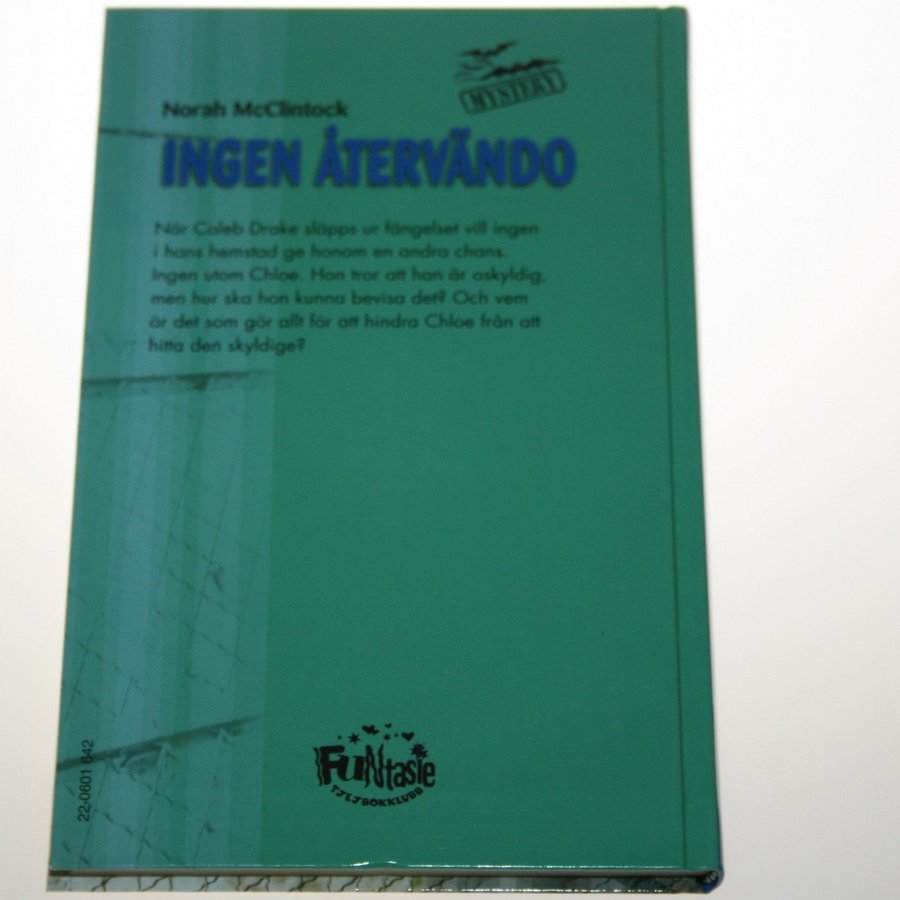 MYSTERY
Norah McClintock
INGEN ÅTERVÄNDO
När Caleb Drake släpps ur fängelset vill ingen
i hans hemstad ge honom en andra chans.
Ingen utom Chloe. Hon tror att han är oskyldig,
men hur ska hon kunna bevisa det? Och vem
är det som gör allt för att hindra Chloe från att
hitta den skyldige?
22-0601 642
FUNtasie
TJEJBOKKLUBB